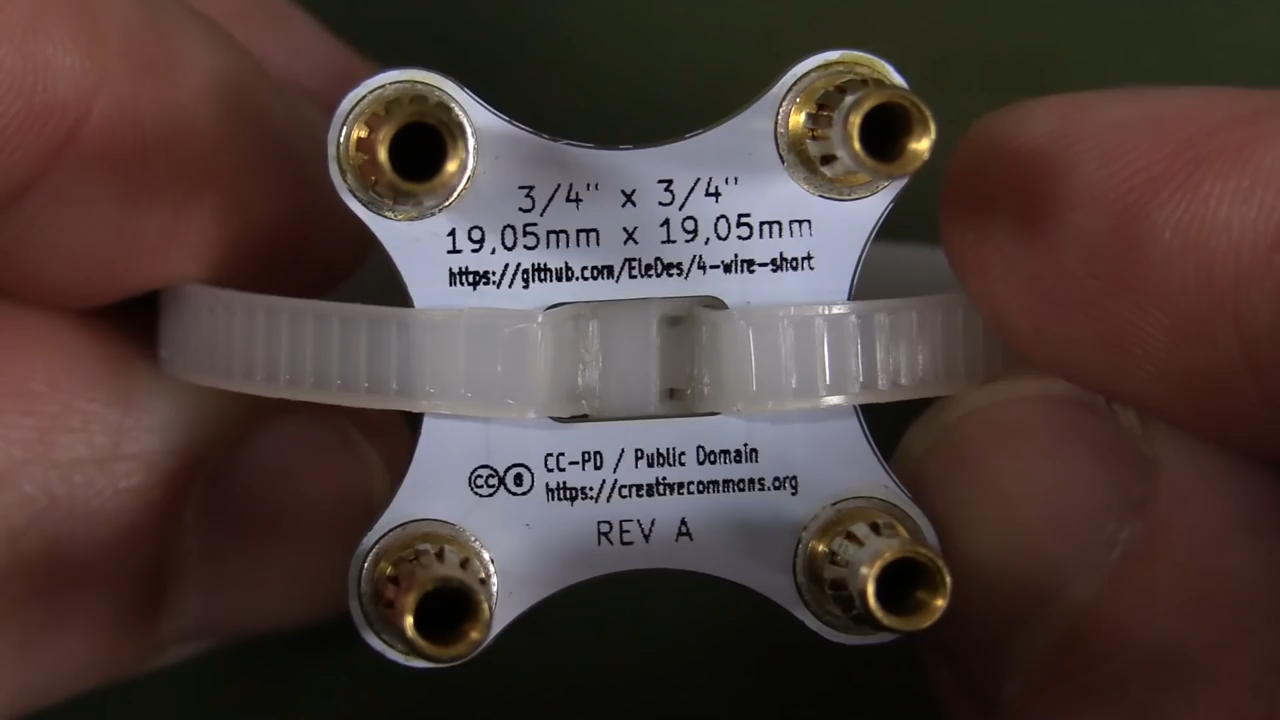 3/4" x 3/4"
19,05mm x 19,05mm
https://github.com/EleDes/4-wire-short
cc CC-PD / Public Domain
https://creativecommons.org
REV A